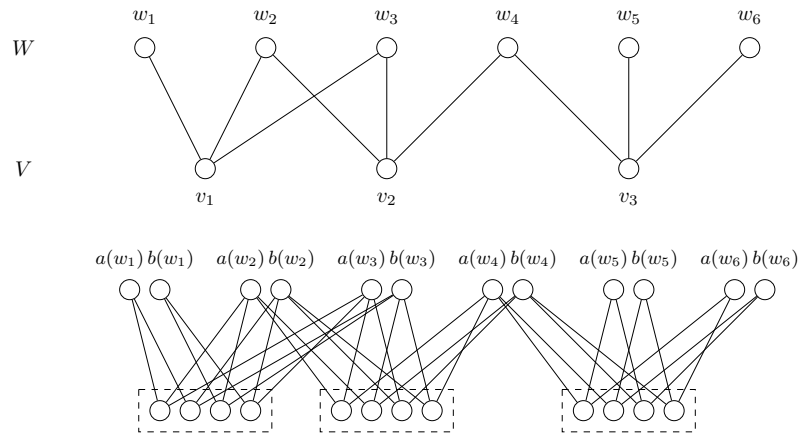 w₁ w₂ w₃ w₄ w₅ w₆
W
V
v₁ v₂ v₃
a(w₁) b(w₁) a(w₂) b(w₂) a(w₃) b(w₃) a(w₄) b(w₄) a(w₅) b(w₅) a(w₆) b(w₆)